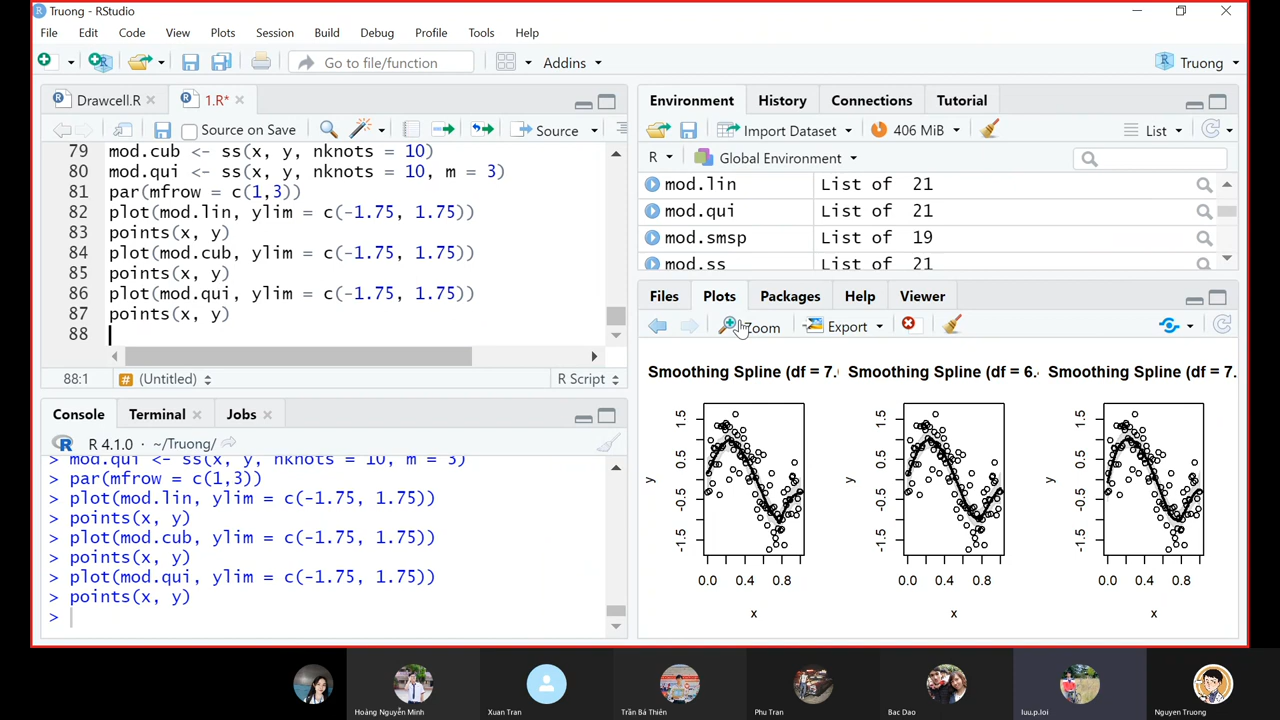 Truong - RStudio
File Edit Code View Plots Session Build Debug Profile Tools Help
Go to file/function Addins Truong
Drawcell.R 1.R*
Source on Save Source
79 mod.cub <- ss(x, y, nknots = 10)
80 mod.qui <- ss(x, y, nknots = 10, m = 3)
81 par(mfrow = c(1,3))
82 plot(mod.lin, ylim = c(-1.75, 1.75))
83 points(x, y)
84 plot(mod.cub, ylim = c(-1.75, 1.75))
85 points(x, y)
86 plot(mod.qui, ylim = c(-1.75, 1.75))
87 points(x, y)
88
88:1 # (Untitled) R Script
Console Terminal Jobs
R 4.1.0 · ~/Truong/
> mod.qui <- ss(x, y, nknots = 10, m = 3)
> par(mfrow = c(1,3))
> plot(mod.lin, ylim = c(-1.75, 1.75))
> points(x, y)
> plot(mod.cub, ylim = c(-1.75, 1.75))
> points(x, y)
> plot(mod.qui, ylim = c(-1.75, 1.75))
> points(x, y)
>
Environment History Connections Tutorial
Import Dataset 406 MiB List
R Global Environment
mod.lin List of 21
mod.qui List of 21
mod.smsp List of 19
mod.ss List of 21
Files Plots Packages Help Viewer
Zoom Export
Smoothing Spline (df = 7. Smoothing Spline (df = 6. Smoothing Spline (df = 7.
1.5 1.5 1.5
0.5 0.5 0.5
y y y
-0.5 -0.5 -0.5
-1.5 -1.5 -1.5
0.0 0.4 0.8 0.0 0.4 0.8 0.0 0.4 0.8
x x x
Hoàng Nguyễn Minh Xuan Tran Trần Bá Thiên Phu Tran Bac Dao luu.p.loi Nguyen Truong